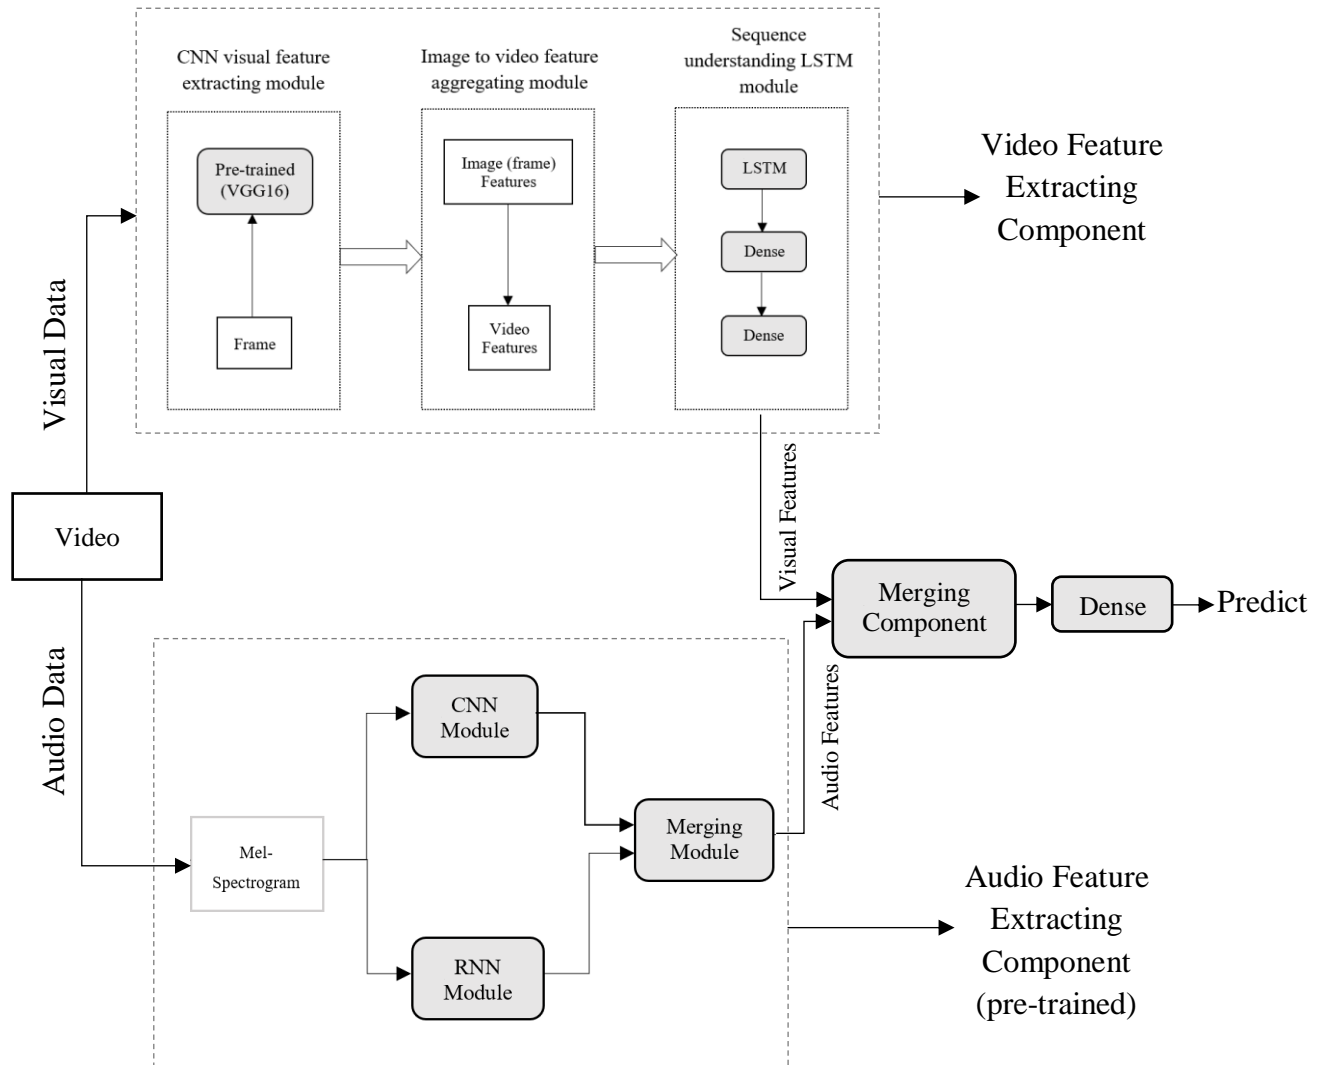 CNN visual feature
extracting module
Image to video feature
aggregating module
Sequence
understanding LSTM
module
Pre-trained
(VGG16)
Frame
Image (frame)
Features
Video
Features
LSTM
Dense
Dense
Video Feature
Extracting
Component
Visual Data
Video
Audio Data
Visual Features
Merging
Component
Dense
Predict
Audio Features
CNN
Module
Mel-
Spectrogram
Merging
Module
RNN
Module
Audio Feature
Extracting
Component
(pre-trained)